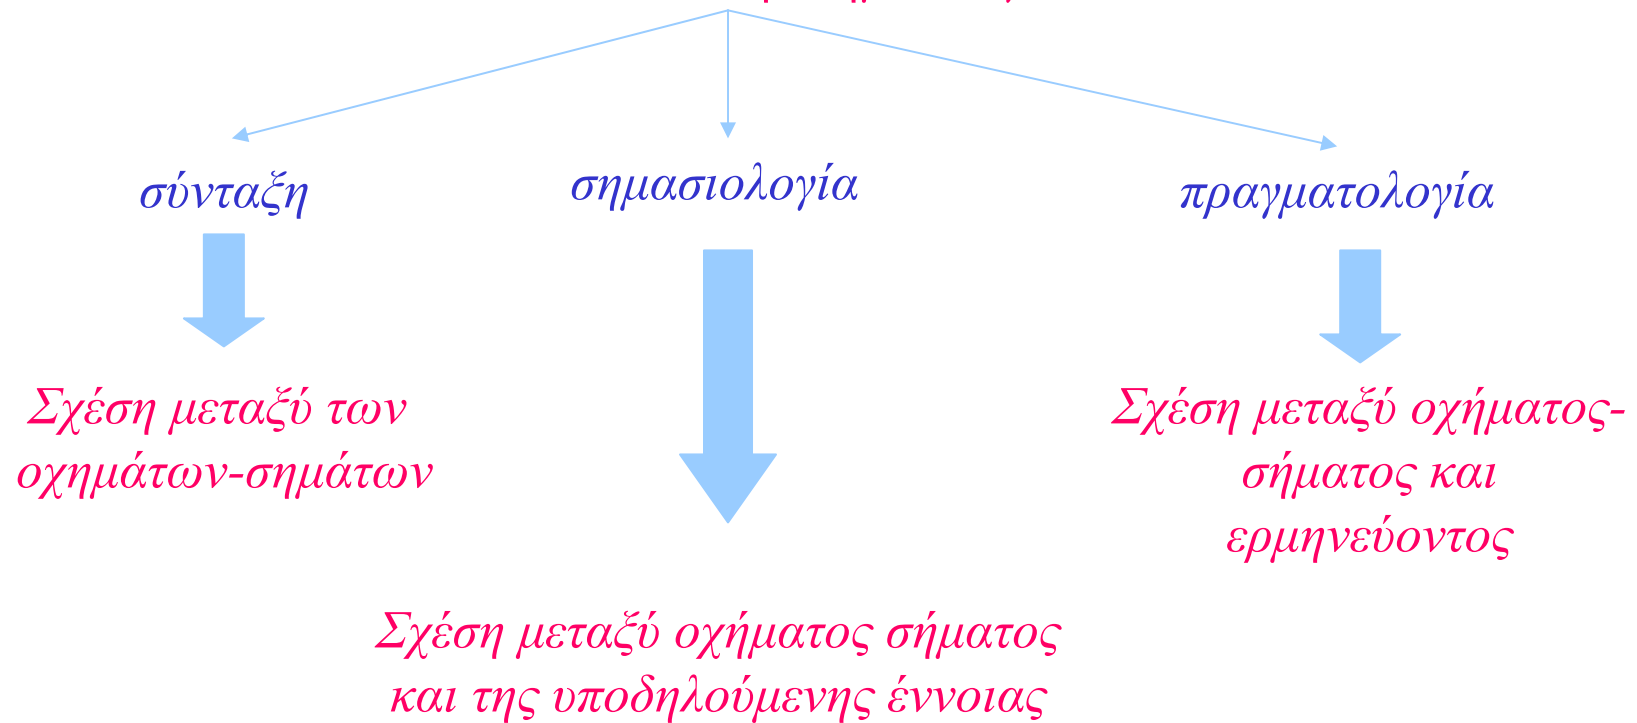 σύνταξη
σημασιολογία
πραγματολογία
Σχέση μεταξύ των
οχημάτων-σημάτων
Σχέση μεταξύ οχήματος-
σήματος και
ερμηνεύοντος
Σχέση μεταξύ οχήματος σήματος
και της υποδηλούμενης έννοιας